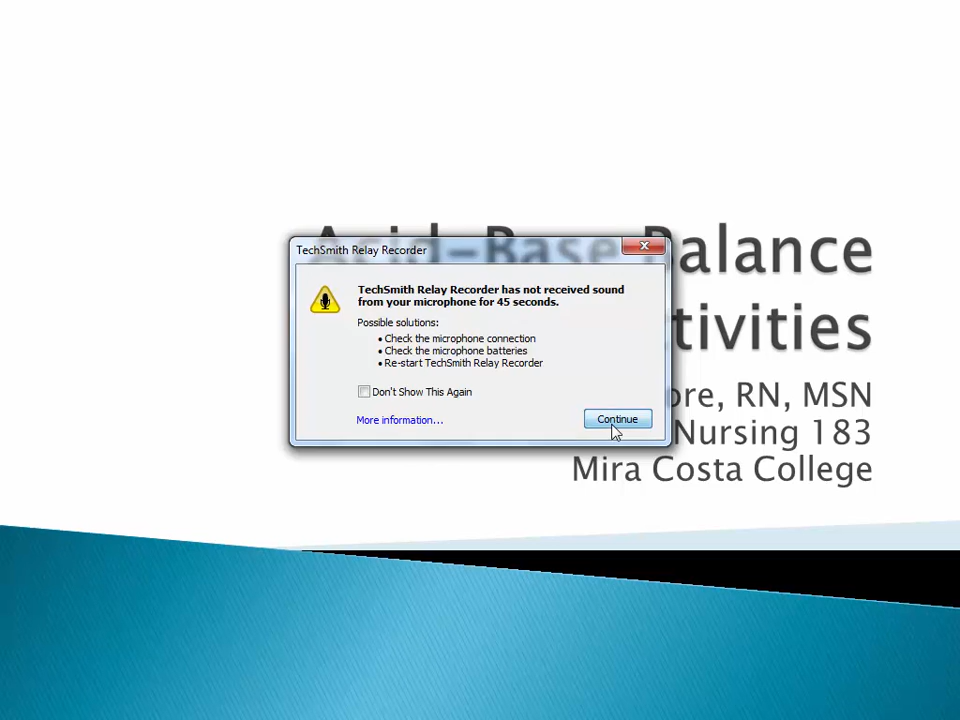 Acid-Base Balance
TechSmith Relay Recorder
TechSmith Relay Recorder has not received sound
from your microphone for 45 seconds.
Possible solutions:
• Check the microphone connection
• Check the microphone batteries
• Re-start TechSmith Relay Recorder
Don't Show This Again
More information...
Continue
tivities
ore, RN, MSN
Nursing 183
Mira Costa College